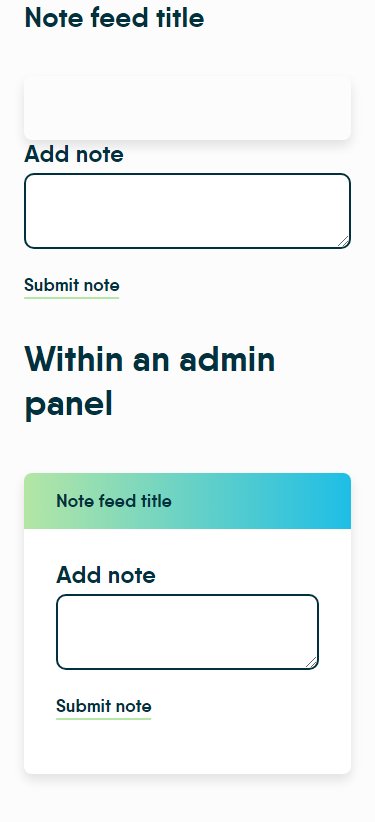 Note feed title
Add note
Submit note
Within an admin
panel
Note feed title
Add note
Submit note